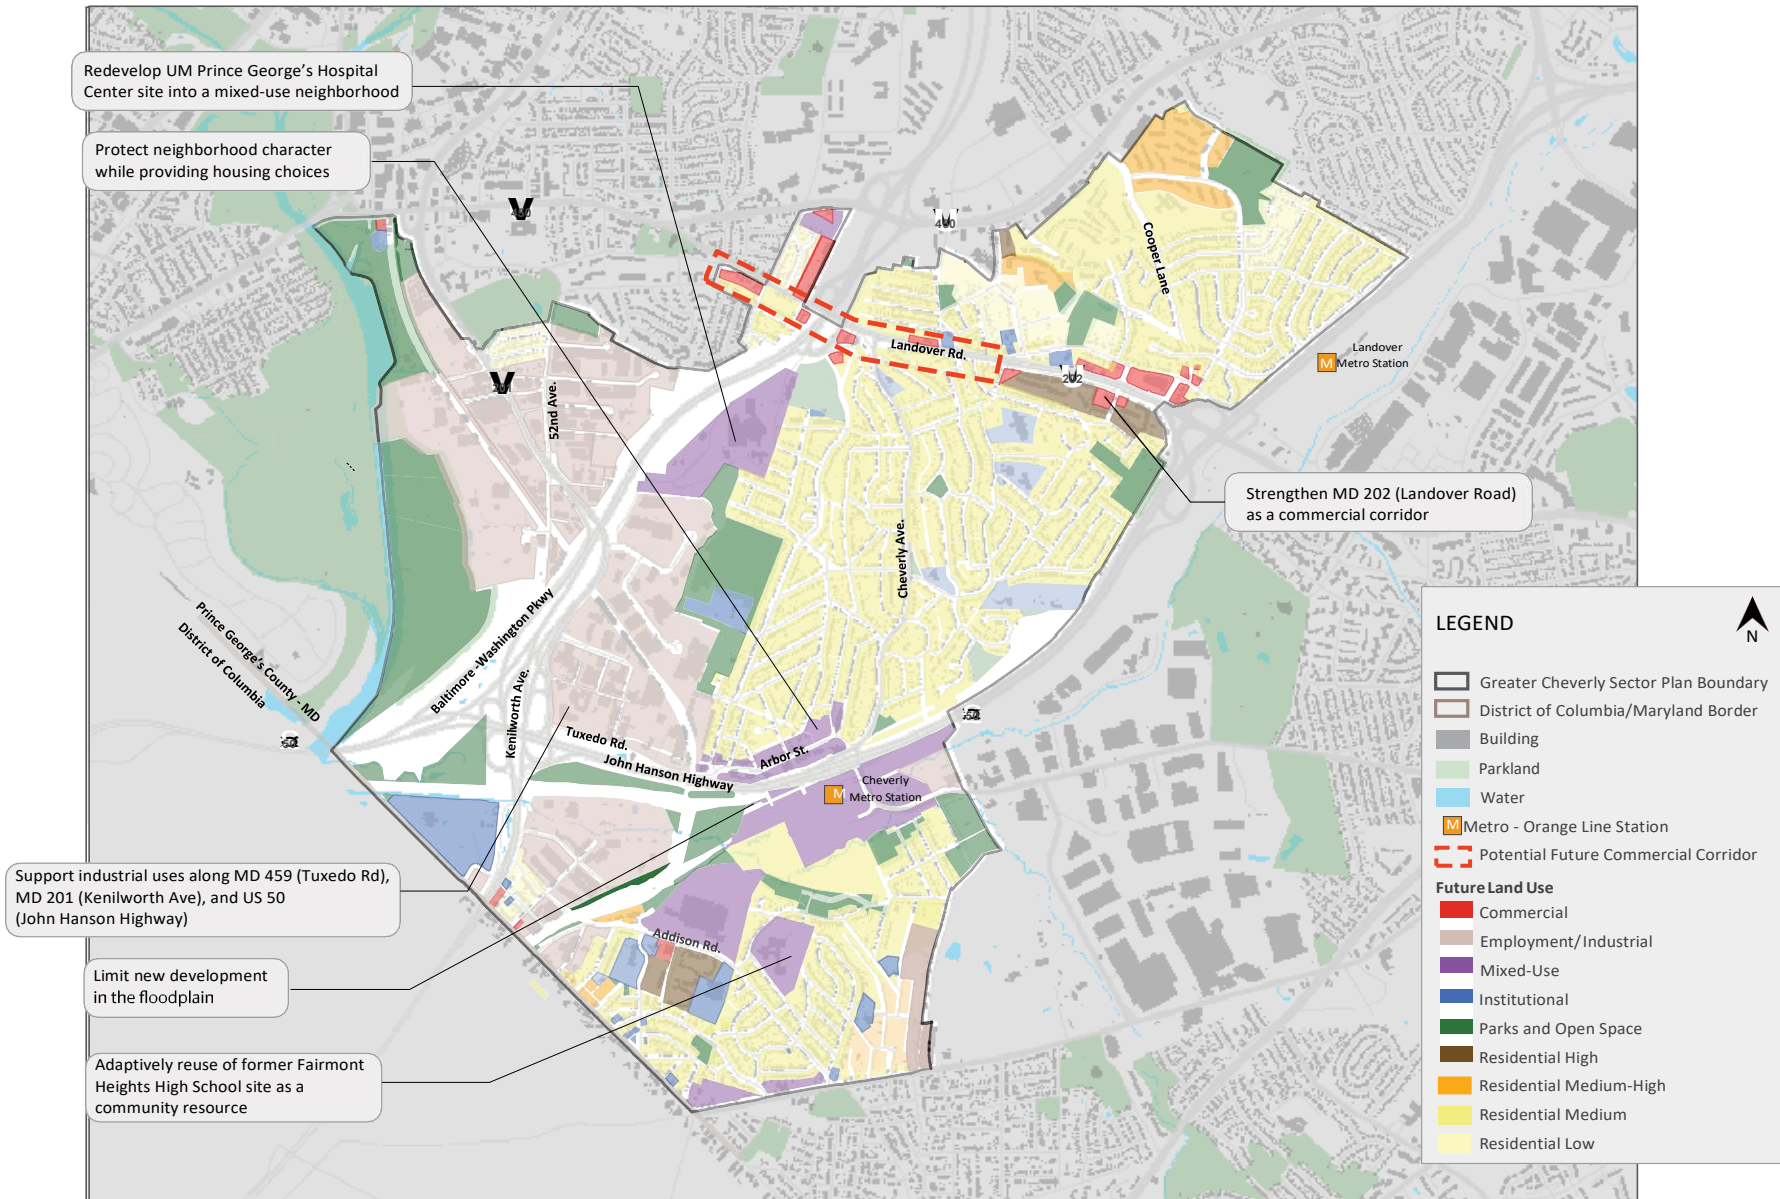 Redevelop UM Prince George's Hospital
Center site into a mixed-use neighborhood
Protect neighborhood character
while providing housing choices
450
450
201
202
Cooper Lane
Landover
Metro Station
Landover Rd.
52nd Ave.
Cheverly Ave.
Strengthen MD 202 (Landover Road)
as a commercial corridor
Prince George's County - MD
District of Columbia
Baltimore -Washington Pkwy
Kenilworth Ave.
50
50
Tuxedo Rd.
John Hanson Highway
Arbor St.
M
Cheverly
Metro Station
Addison Rd.
Support industrial uses along MD 459 (Tuxedo Rd),
MD 201 (Kenilworth Ave), and US 50
(John Hanson Highway)
Limit new development
in the floodplain
Adaptively reuse of former Fairmont
Heights High School site as a
community resource
LEGEND
N
Greater Cheverly Sector Plan Boundary
District of Columbia/Maryland Border
Building
Parkland
Water
M Metro - Orange Line Station
Potential Future Commercial Corridor
Future Land Use
Commercial
Employment/Industrial
Mixed-Use
Institutional
Parks and Open Space
Residential High
Residential Medium-High
Residential Medium
Residential Low